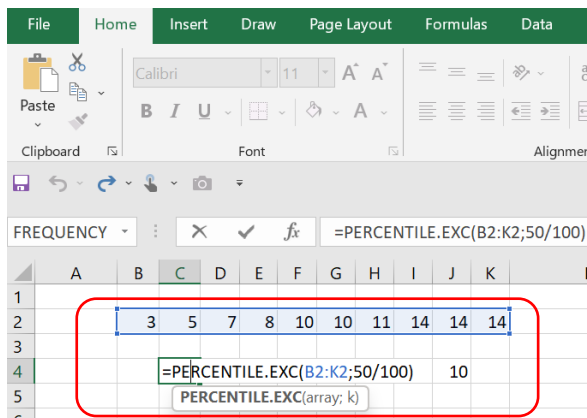 File Home Insert Draw Page Layout Formulas Data
Calibri 11 A A
Paste B I U A
Clipboard Font Alignme
FREQUENCY fx =PERCENTILE.EXC(B2:K2;50/100)
A B C D E F G H I J K
1
2 3 5 7 8 10 10 11 14 14 14
3
4 =PERCENTILE.EXC(B2:K2;50/100) 10
5 PERCENTILE.EXC(array; k)